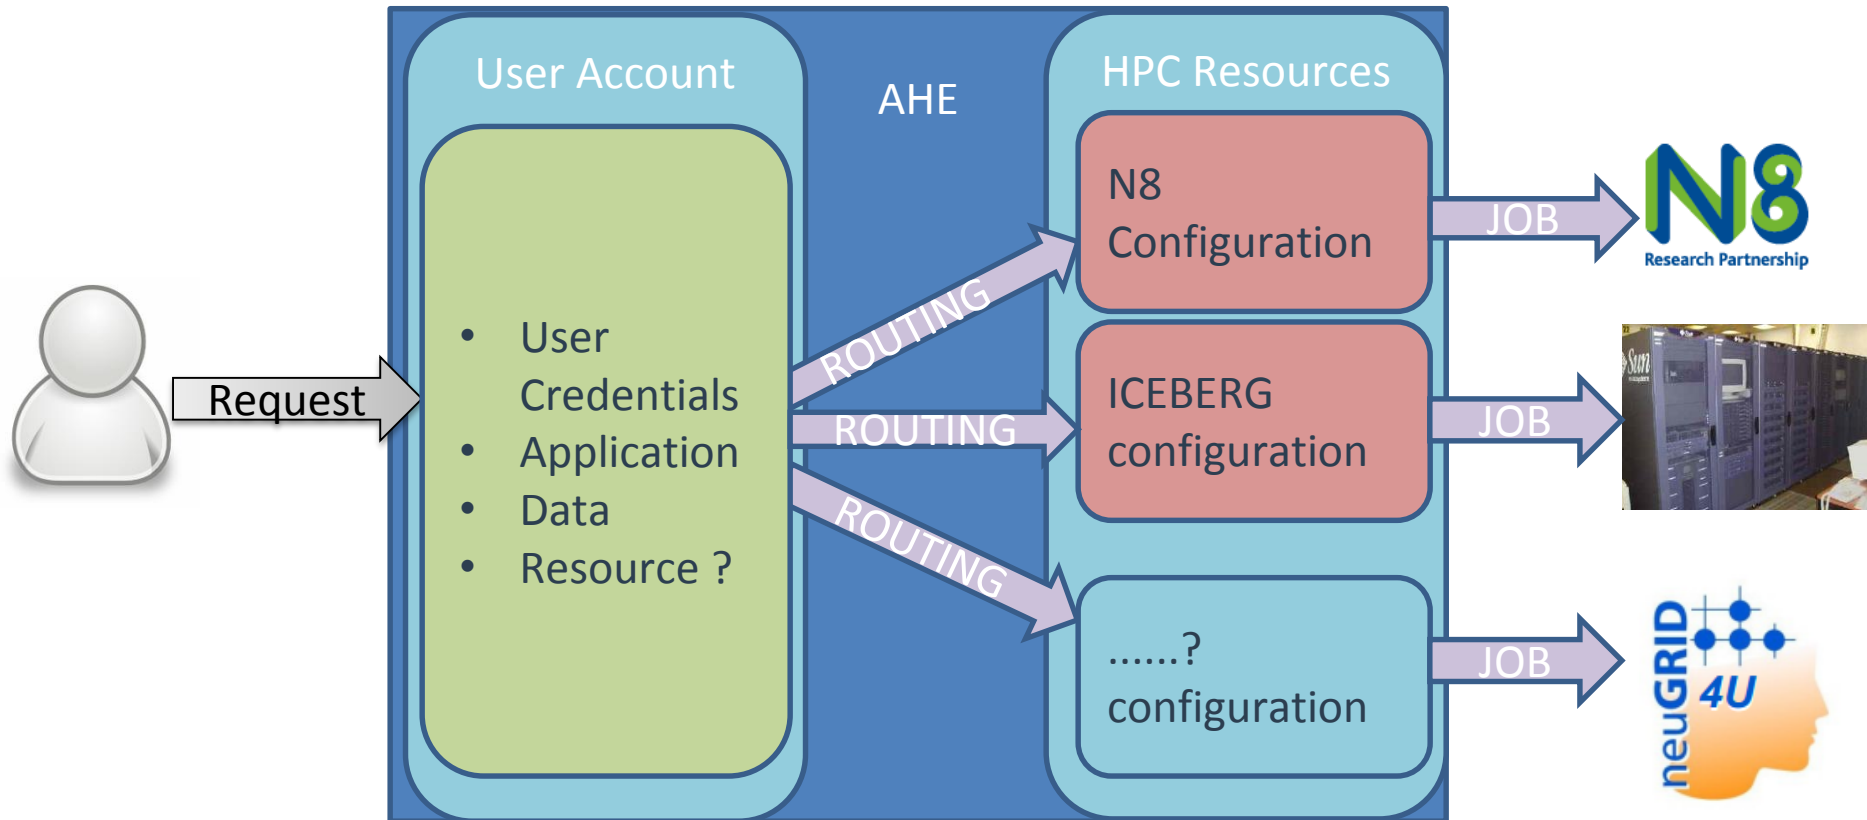 User Account
AHE
HPC Resources
Request
• User
Credentials
• Application
• Data
• Resource ?
ROUTING
ROUTING
ROUTING
N8
Configuration
ICEBERG
configuration
......?
configuration
JOB
JOB
JOB
N8
Research Partnership
Sun
neuGRID
4U